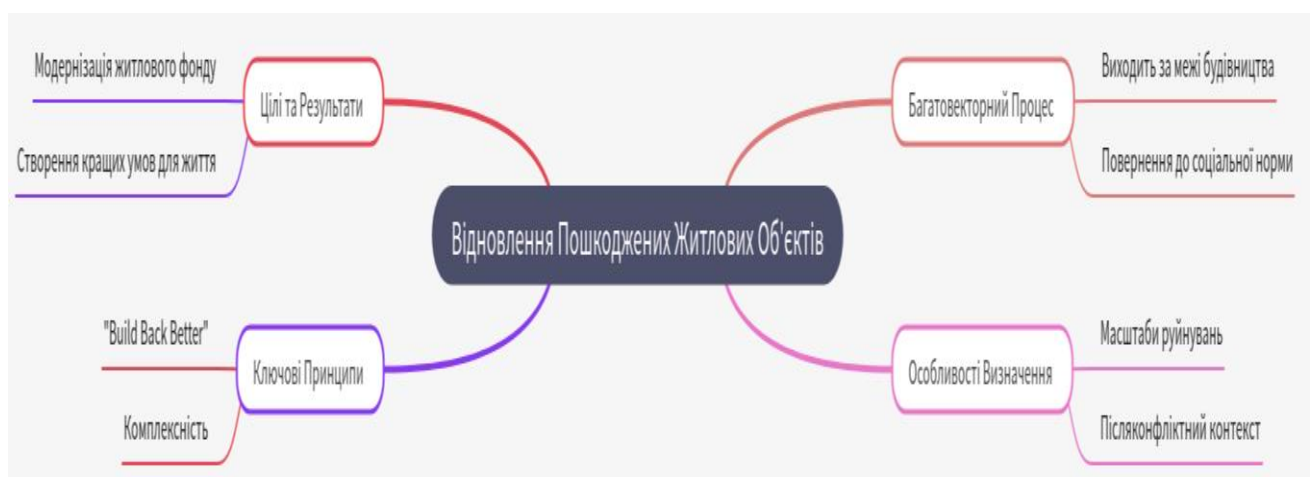 Модернізація житлового фонду
Цілі та Результати
Створення кращих умов для життя
Багатовекторний Процес
Виходить за межі будівництва
Повернення до соціальної норми
Відновлення Пошкоджених Житлових Об'єктів
"Build Back Better"
Ключові Принципи
Комплексність
Особливості Визначення
Масштаби руйнувань
Післяконфліктний контекст